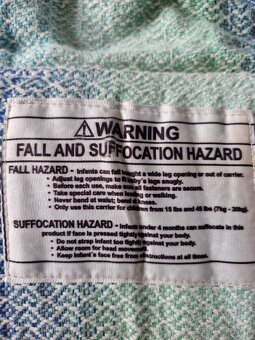 ⚠WARNING
FALL AND SUFFOCATION HAZARD
FALL HAZARD - Infants can fall through a wide leg opening or out of carrier.
• Adjust leg openings to baby's legs snugly.
• Before each use, make sure all fasteners are secure.
• Take special care when leaning or walking.
• Never bend at waist; bend at knees.
• Only use this carrier for children from 15 lbs and 45 lbs (7kg - 20kg).
SUFFOCATION HAZARD - Infants under 4 months can suffocate in this
product if face is pressed tightly against your body.
• Do not strap infant too tightly against your body.
• Allow room for head movement.
• Keep infant's face free from obstructions at all times.